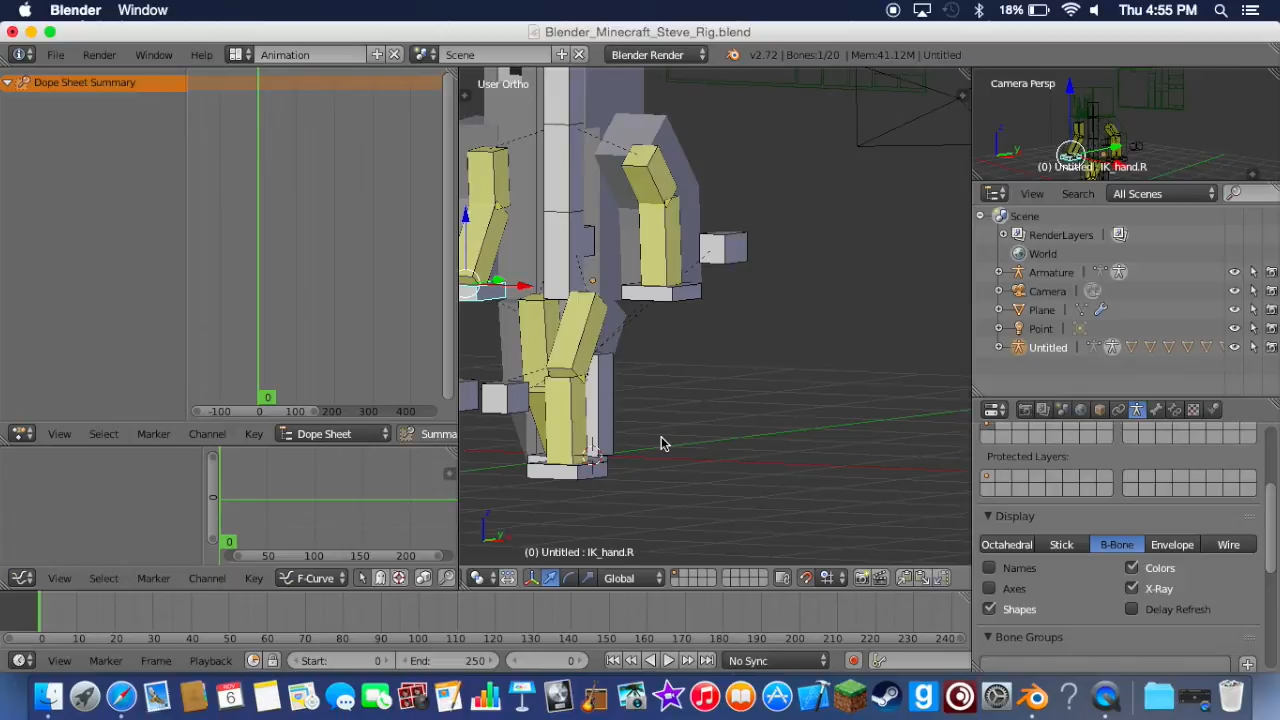 Blender Window 18% Thu 4:55 PM
Blender_Minecraft_Steve_Rig.blend
File Render Window Help Animation Scene Blender Render v2.72 | Bones:1/20 | Mem:41.12M | Untitled
Dope Sheet Summary
User Ortho
Camera Persp
(0) Untitled : IK_hand.R
View Search All Scenes
Scene
RenderLayers
World
Armature
Camera
Plane
Point
Untitled
0
-100 0 100 200 300 400
View Select Marker Channel Key Dope Sheet Summa
Protected Layers:
Display
Octahedral Stick B-Bone Envelope Wire
Names Colors
Axes X-Ray
Shapes Delay Refresh
Bone Groups
0
0
50 100 150 200
(0) Untitled : IK_hand.R
View Select Marker Channel Key F-Curve Global
0 10 20 30 40 50 60 70 80 90 100 110 120 130 140 150 160 170 180 190 200 210 220 230 240
View Marker Frame Playback Start: 0 End: 250 0 No Sync
NOV
6